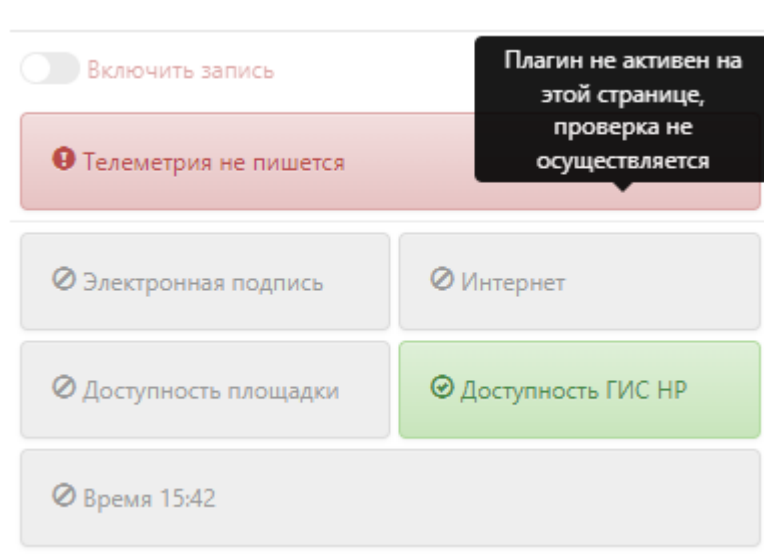 Включить запись
Плагин не активен на
этой странице,
проверка не
осуществляется
Телеметрия не пишется
Электронная подпись
Интернет
Доступность площадки
Доступность ГИС НР
Время 15:42